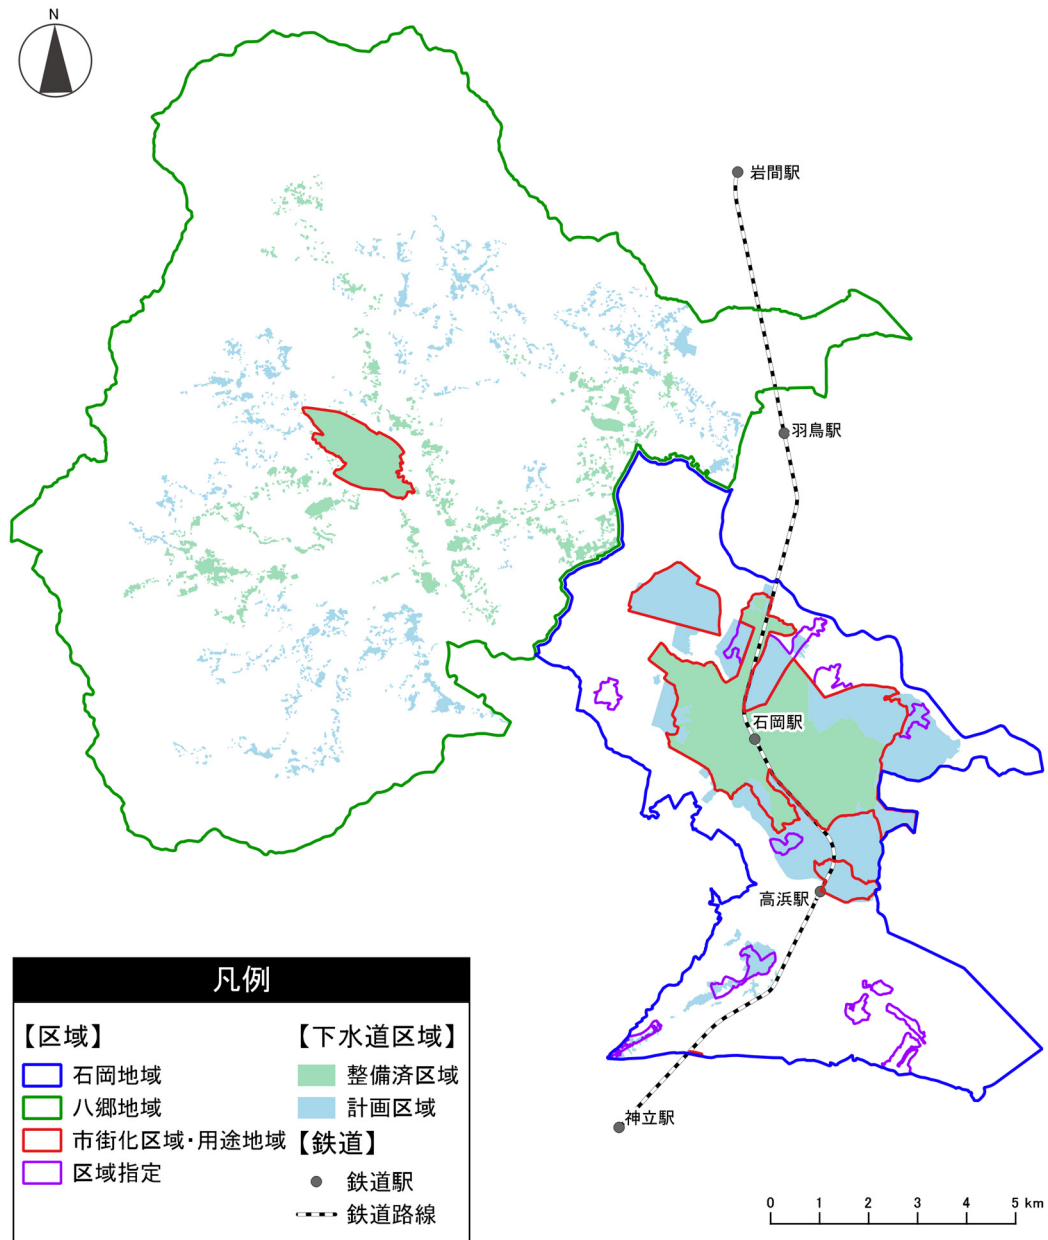 N
岩間駅
羽鳥駅
石岡駅
高浜駅
神立駅
凡例
【区域】
石岡地域
八郷地域
市街化区域・用途地域
区域指定
【下水道区域】
整備済区域
計画区域
【鉄道】
鉄道駅
鉄道路線
0 1 2 3 4 5 km